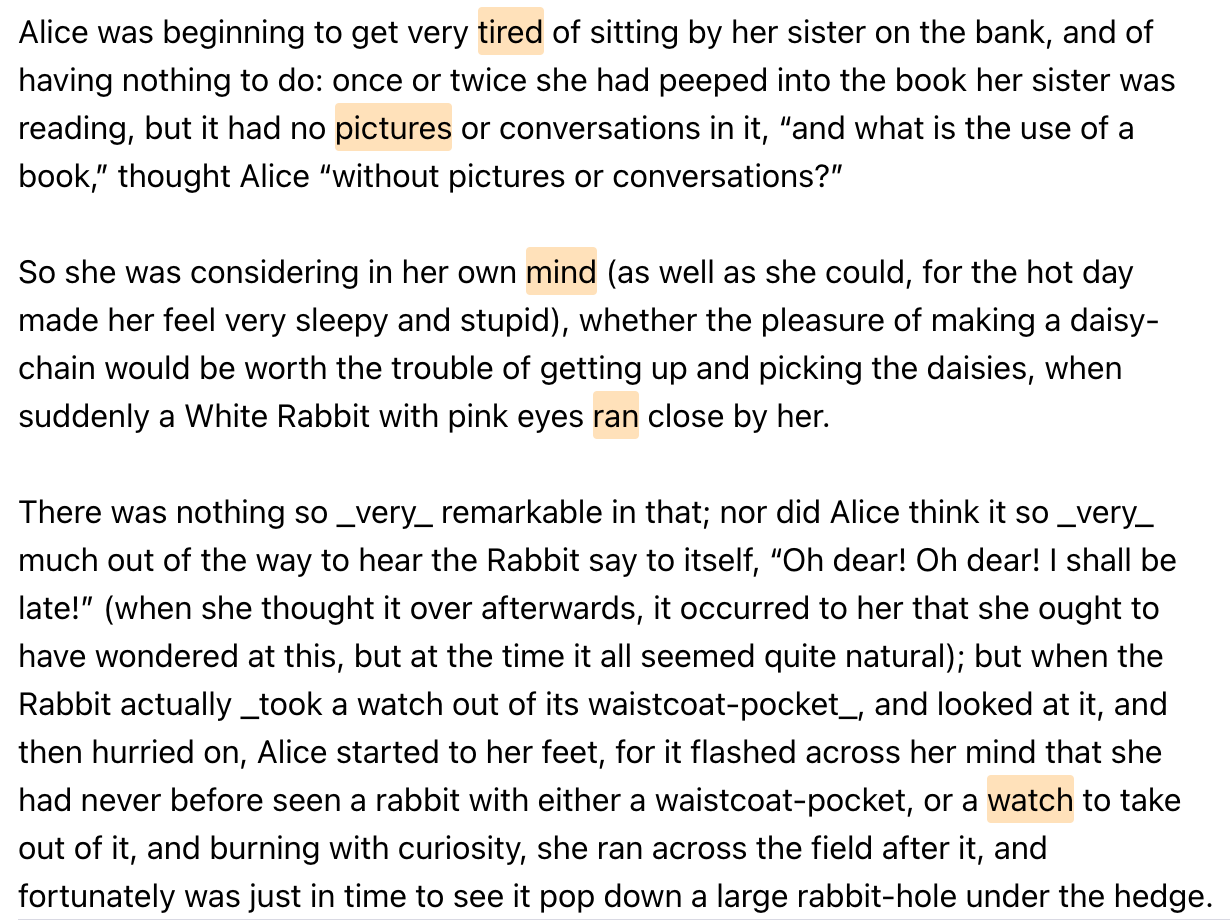 Alice was beginning to get very tired of sitting by her sister on the bank, and of
having nothing to do: once or twice she had peeped into the book her sister was
reading, but it had no pictures or conversations in it, “and what is the use of a
book,” thought Alice “without pictures or conversations?”
So she was considering in her own mind (as well as she could, for the hot day
made her feel very sleepy and stupid), whether the pleasure of making a daisy-
chain would be worth the trouble of getting up and picking the daisies, when
suddenly a White Rabbit with pink eyes ran close by her.
There was nothing so _very_ remarkable in that; nor did Alice think it so _very_
much out of the way to hear the Rabbit say to itself, “Oh dear! Oh dear! I shall be
late!” (when she thought it over afterwards, it occurred to her that she ought to
have wondered at this, but at the time it all seemed quite natural); but when the
Rabbit actually _took a watch out of its waistcoat-pocket_, and looked at it, and
then hurried on, Alice started to her feet, for it flashed across her mind that she
had never before seen a rabbit with either a waistcoat-pocket, or a watch to take
out of it, and burning with curiosity, she ran across the field after it, and
fortunately was just in time to see it pop down a large rabbit-hole under the hedge.